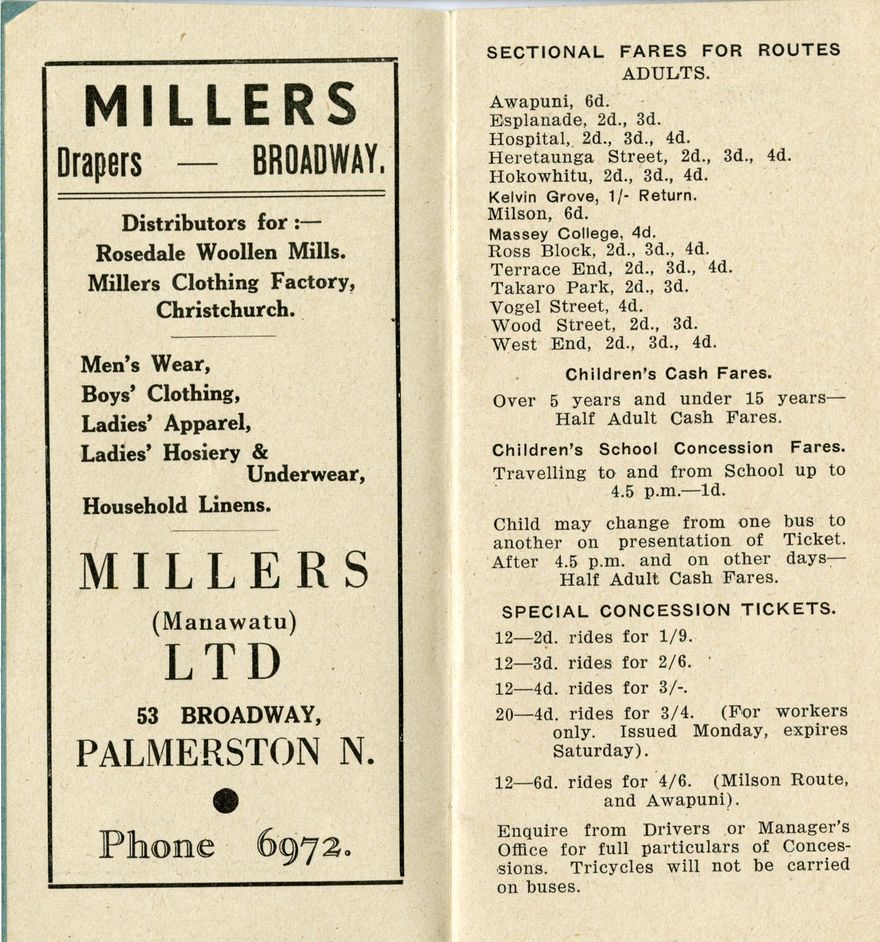 MILLERS
Drapers — BROADWAY.
Distributors for :—
Rosedale Woollen Mills.
Millers Clothing Factory,
Christchurch.
Men's Wear,
Boys' Clothing,
Ladies' Apparel,
Ladies' Hosiery &
Underwear,
Household Linens.
MILLERS
(Manawatu)
LTD
53 BROADWAY,
PALMERSTON N.
Phone 6972.
SECTIONAL FARES FOR ROUTES
ADULTS.
Awapuni, 6d.
Esplanade, 2d., 3d.
Hospital, 2d., 3d., 4d.
Heretaunga Street, 2d., 3d., 4d.
Hokowhitu, 2d., 3d., 4d.
Kelvin Grove, 1/- Return.
Milson, 6d.
Massey College, 4d.
Ross Block, 2d., 3d., 4d.
Terrace End, 2d., 3d., 4d.
Takaro Park, 2d., 3d.
Vogel Street, 4d.
Wood Street, 2d., 3d.
West End, 2d., 3d., 4d.
Children's Cash Fares.
Over 5 years and under 15 years—
Half Adult Cash Fares.
Children's School Concession Fares.
Travelling to and from School up to
4.5 p.m.—1d.
Child may change from one bus to
another on presentation of Ticket.
After 4.5 p.m. and on other days—
Half Adult Cash Fares.
SPECIAL CONCESSION TICKETS.
12—2d. rides for 1/9.
12—3d. rides for 2/6.
12—4d. rides for 3/-.
20—4d. rides for 3/4. (For workers
only. Issued Monday, expires
Saturday).
12—6d. rides for 4/6. (Milson Route,
and Awapuni).
Enquire from Drivers or Manager's
Office for full particulars of Conces-
sions. Tricycles will not be carried
on buses.